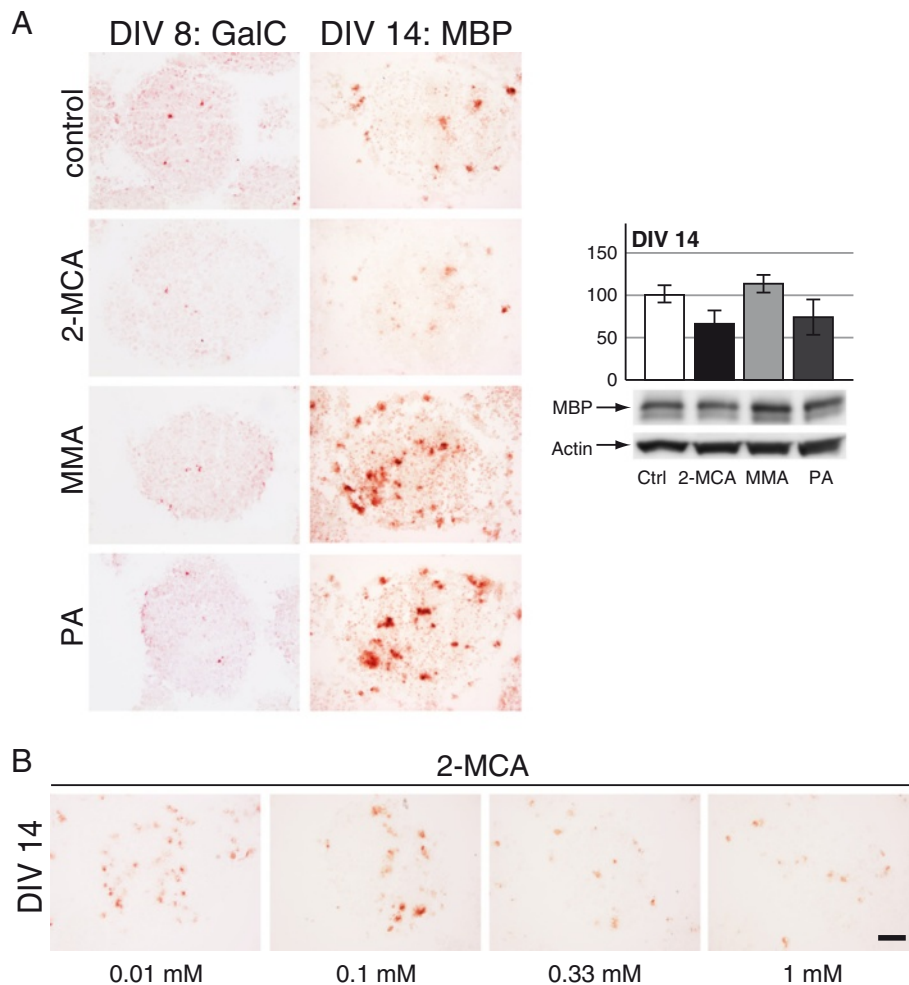 A
DIV 8: GalC
DIV 14: MBP
control
2-MCA
MMA
PA
DIV 14
150
100
50
0
MBP
Actin
Ctrl 2-MCA MMA PA
B
2-MCA
DIV 14
0.01 mM
0.1 mM
0.33 mM
1 mM